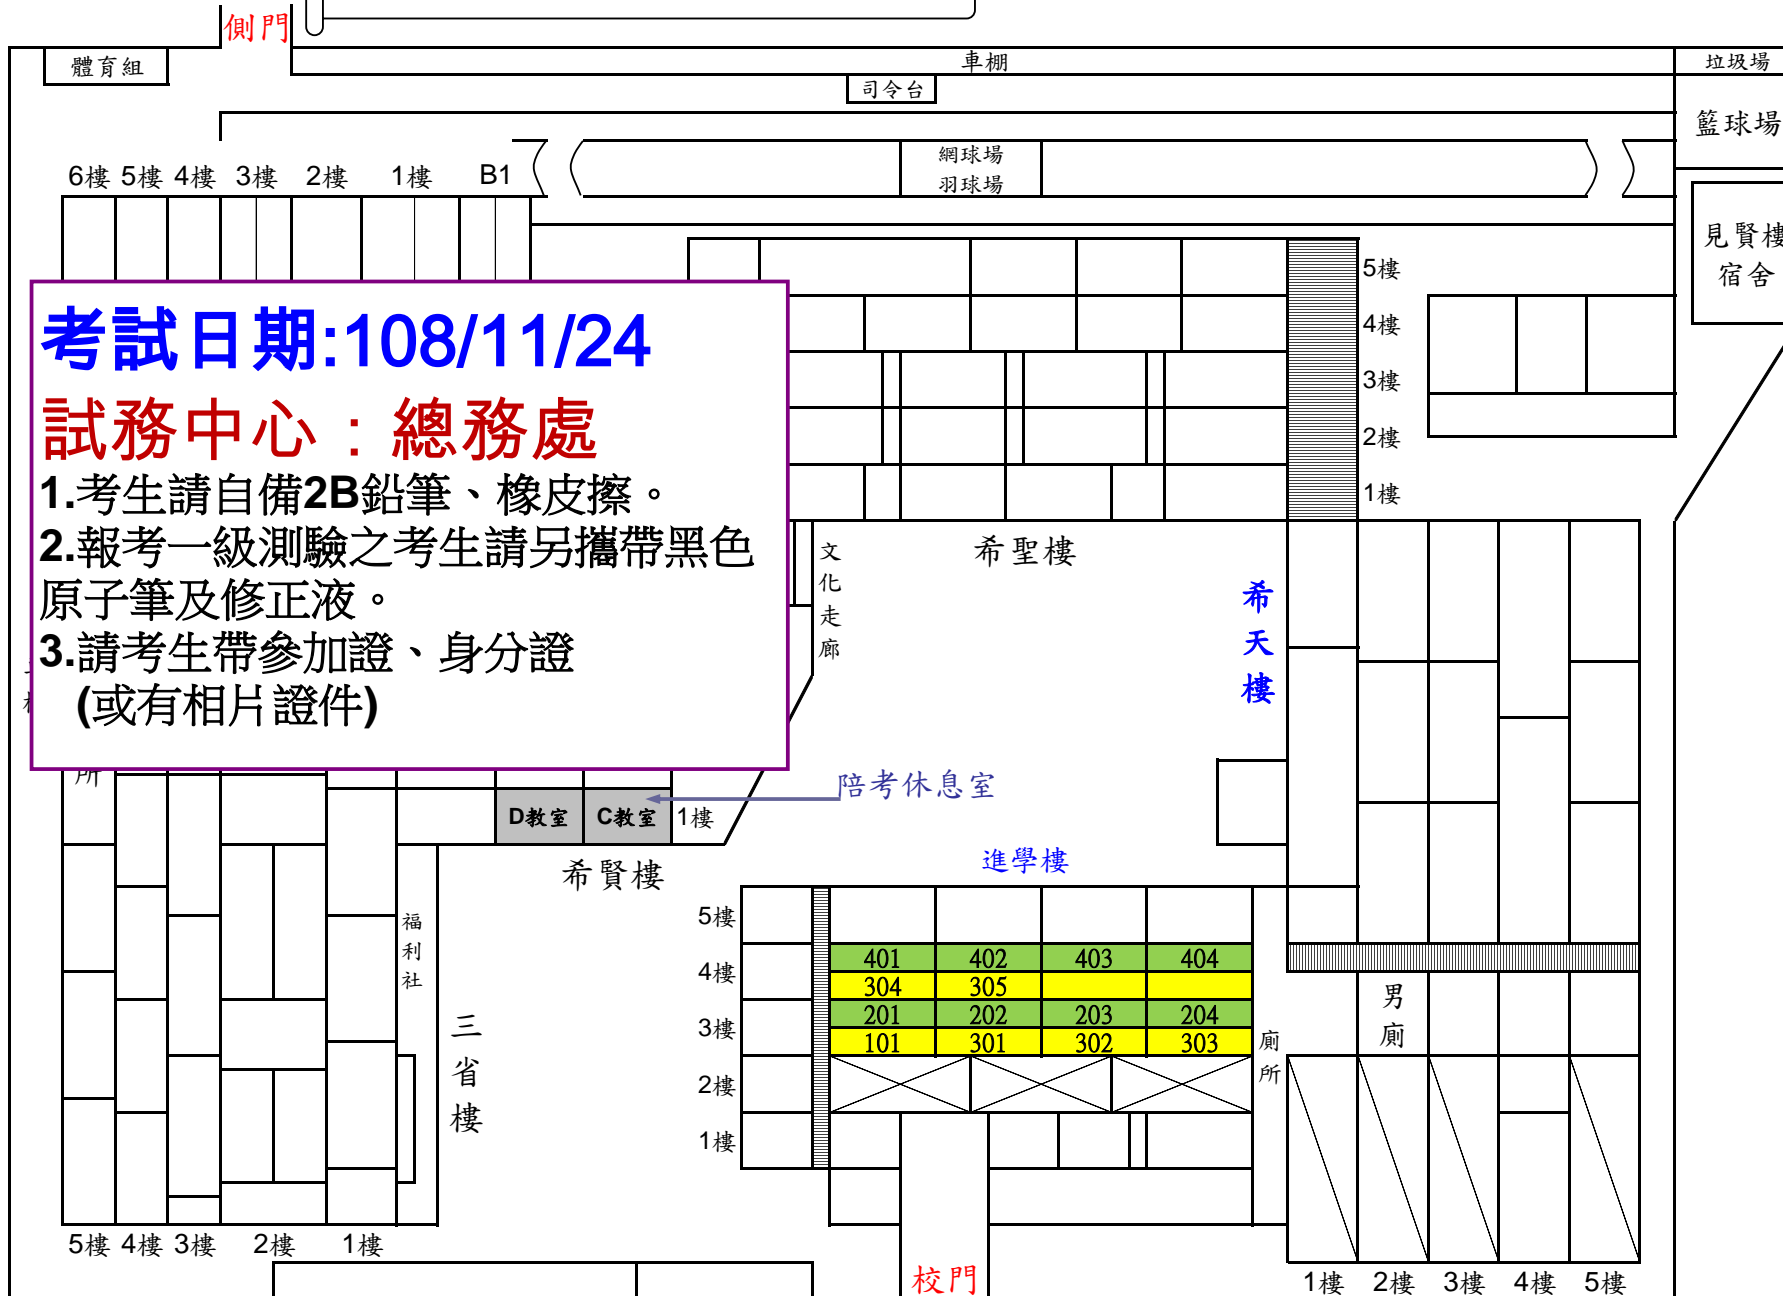 側門
體育組
車棚
垃圾場
司令台
籃球場
網球場
羽球場
6樓 5樓 4樓 3樓 2樓 1樓 B1
見賢樓
宿舍
5樓
4樓
3樓
2樓
1樓
考試日期:108/11/24
試務中心：總務處
1.考生請自備2B鉛筆、橡皮擦。
2.報考一級測驗之考生請另攜帶黑色
原子筆及修正液。
3.請考生帶參加證、身分證
(或有相片證件)
文化走廊
希聖樓
希天樓
所
陪考休息室
D教室 C教室 1樓
希賢樓
進學樓
福利社
三省樓
5樓
4樓
3樓
2樓
1樓
401 402 403 404
304 305
201 202 203 204
101 301 302 303
廁所
男廁
5樓 4樓 3樓 2樓 1樓
校門
1樓 2樓 3樓 4樓 5樓